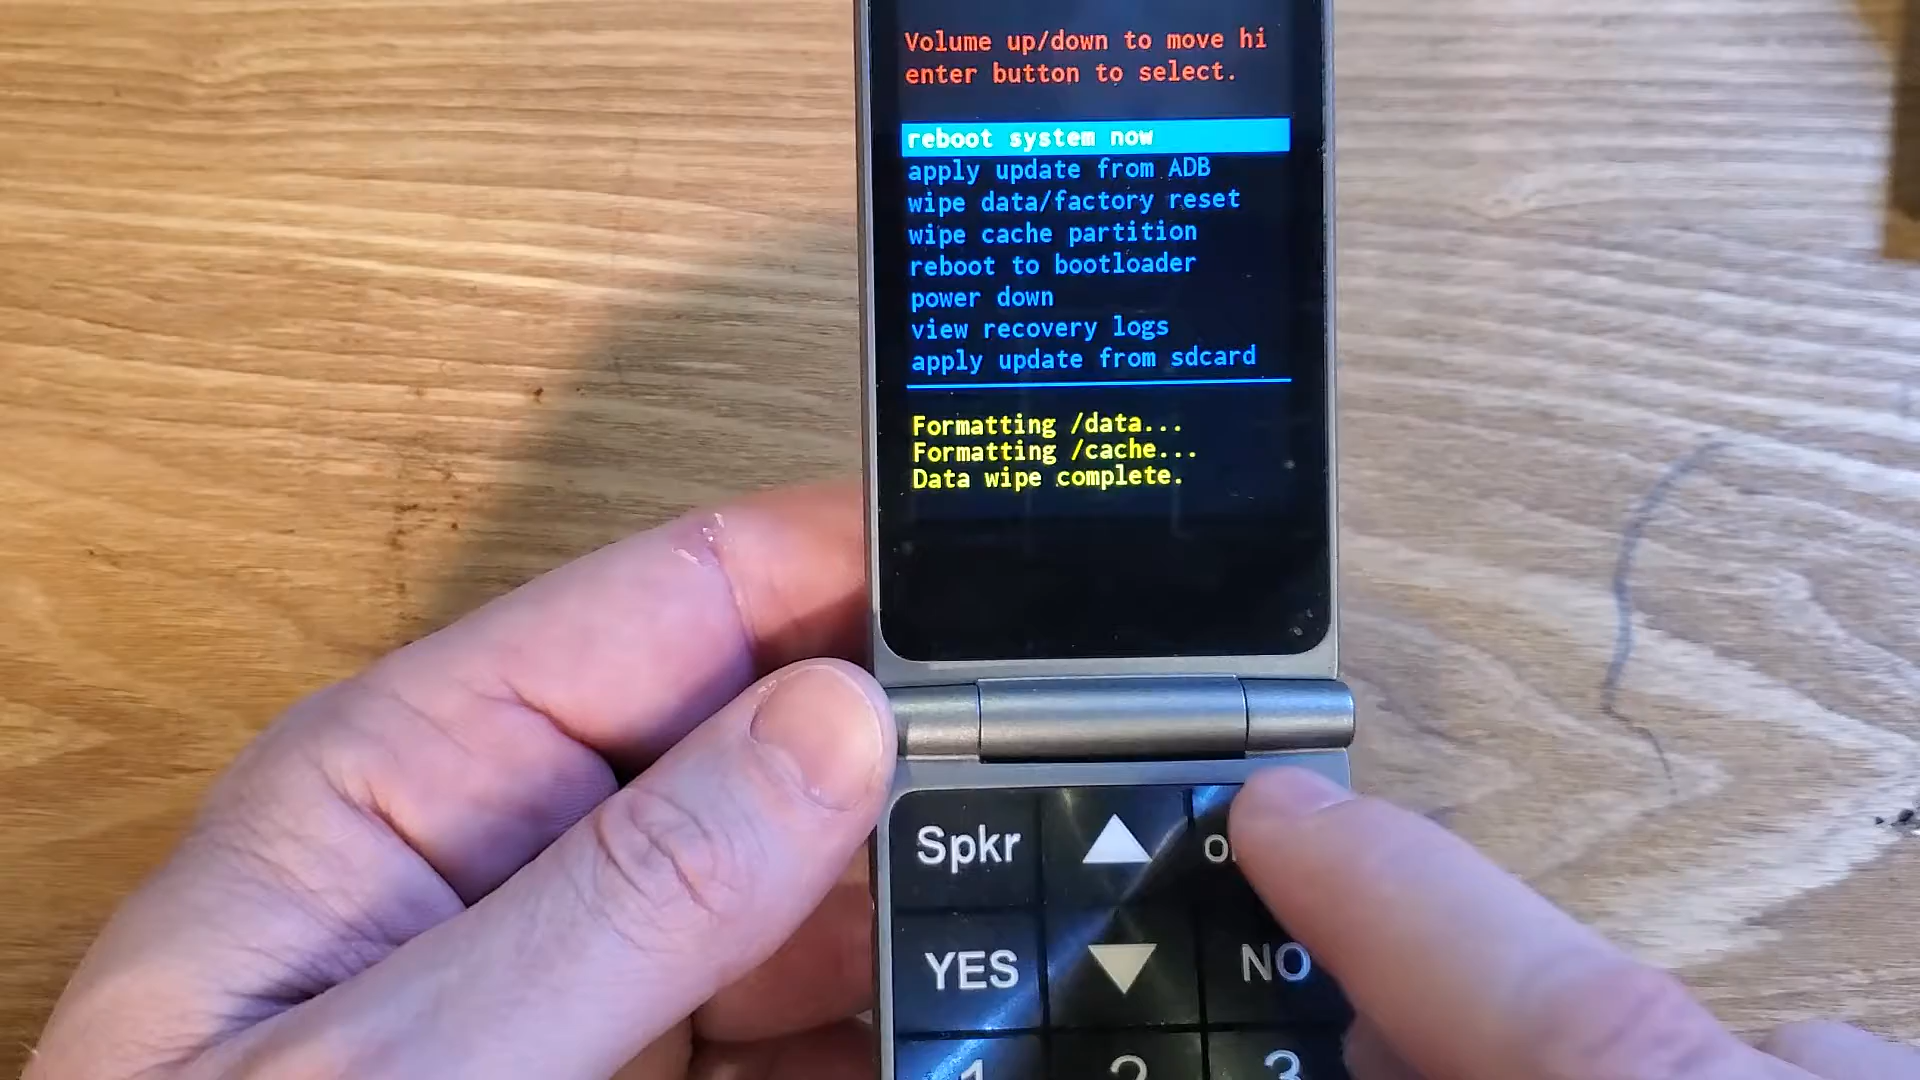 Volume up/down to move hi
enter button to select.
reboot system now
apply update from ADB
wipe data/factory reset
wipe cache partition
reboot to bootloader
power down
view recovery logs
apply update from sdcard
Formatting /data...
Formatting /cache...
Data wipe complete.
Spkr
YES NO
1 2 3